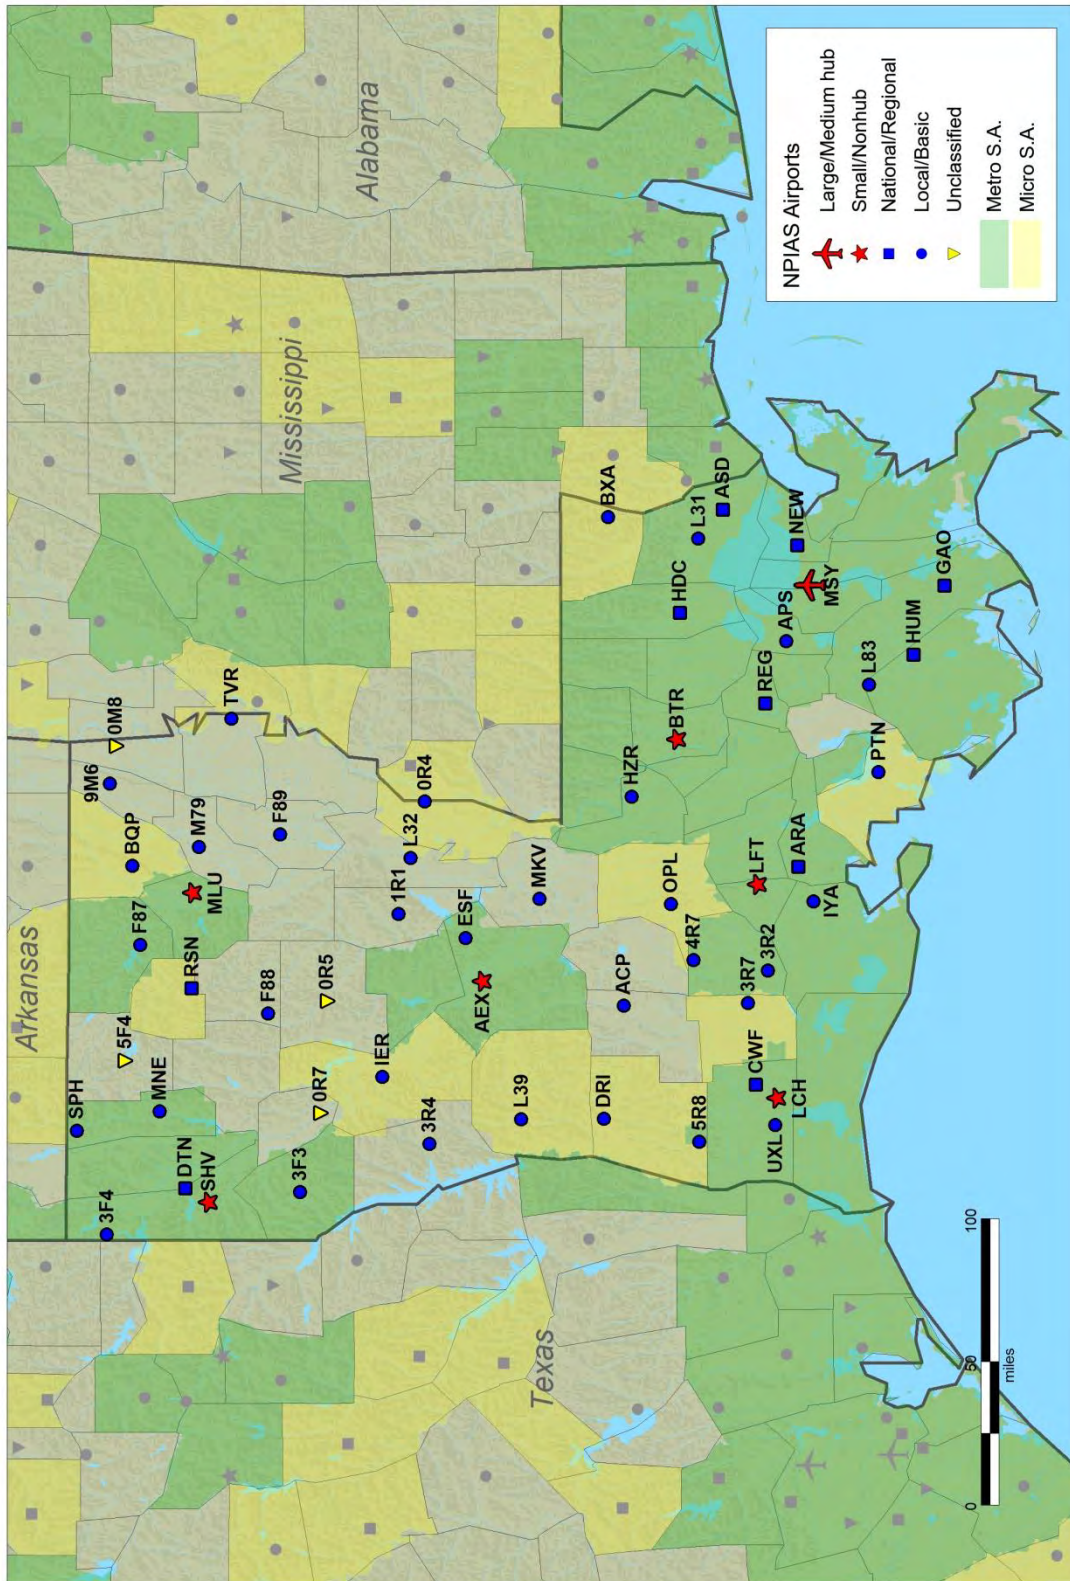 Arkansas
Mississippi
Alabama
Texas
SPH
3F4
5F4
MNE
DTN
SHV
F87
BQP
9M6
0M8
RSN
MLU
M79
TVR
3F3
0R7
F88
0R5
F89
IER
3R4
1R1
L32
0R4
ESF
AEX
L39
MKV
DRI
ACP
5R8
4R7
OPL
HZR
BTR
HDC
BXA
L31
ASD
CWF
UXL
LCH
3R7
3R2
LFT
ARA
IYA
REG
APS
MSY
NEW
PTN
L83
HUM
GAO
NPIAS Airports
Large/Medium hub
Small/Nonhub
National/Regional
Local/Basic
Unclassified
Metro S.A.
Micro S.A.
0 50 100
miles